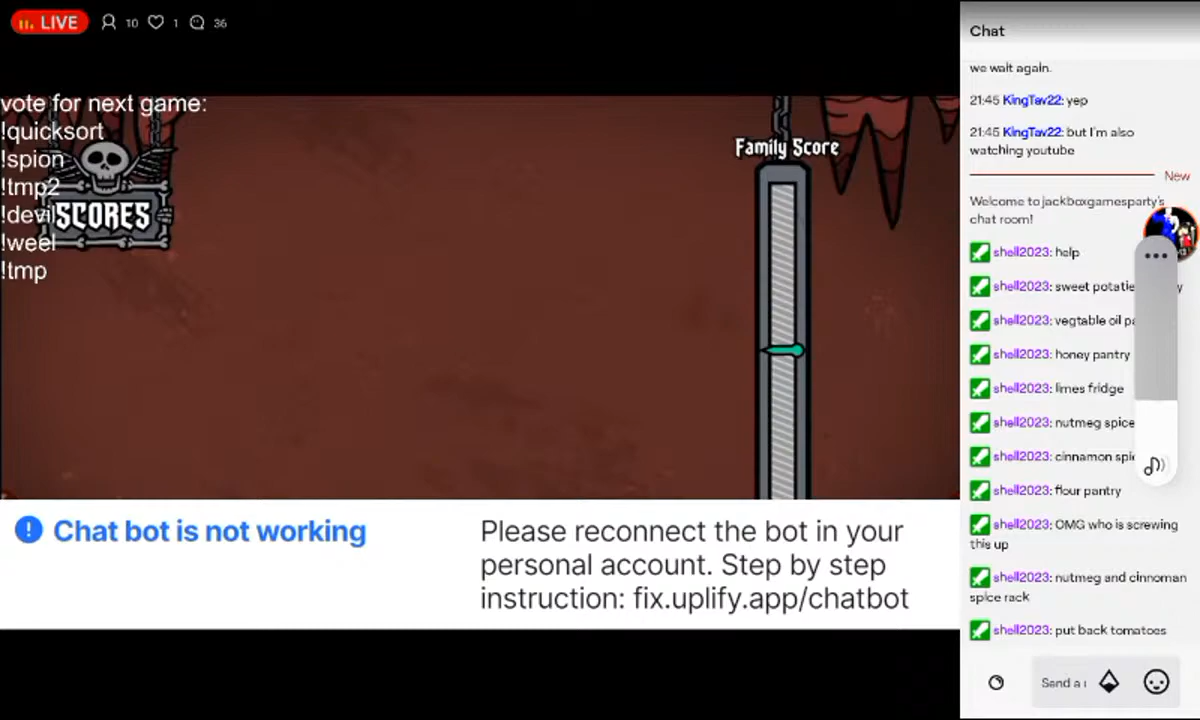 LIVE 10 1 36
vote for next game:
!quicksort
!spion
!tmp2
!devil
!weel
!tmp
SCORES
Family Score
Chat bot is not working
Please reconnect the bot in your
personal account. Step by step
instruction: fix.uplify.app/chatbot
Chat
we wait again.
21:45 KingTav22: yep
21:45 KingTav22: but I'm also
watching youtube
New
Welcome to jackboxgamesparty's
chat room!
shell2023: help
shell2023: sweet potatie
shell2023: vegtable oil
shell2023: honey pantry
shell2023: limes fridge
shell2023: nutmeg spice
shell2023: cinnamon
shell2023: flour pantry
shell2023: OMG who is screwing
this up
shell2023: nutmeg and cinnoman
spice rack
shell2023: put back tomatoes
Send a